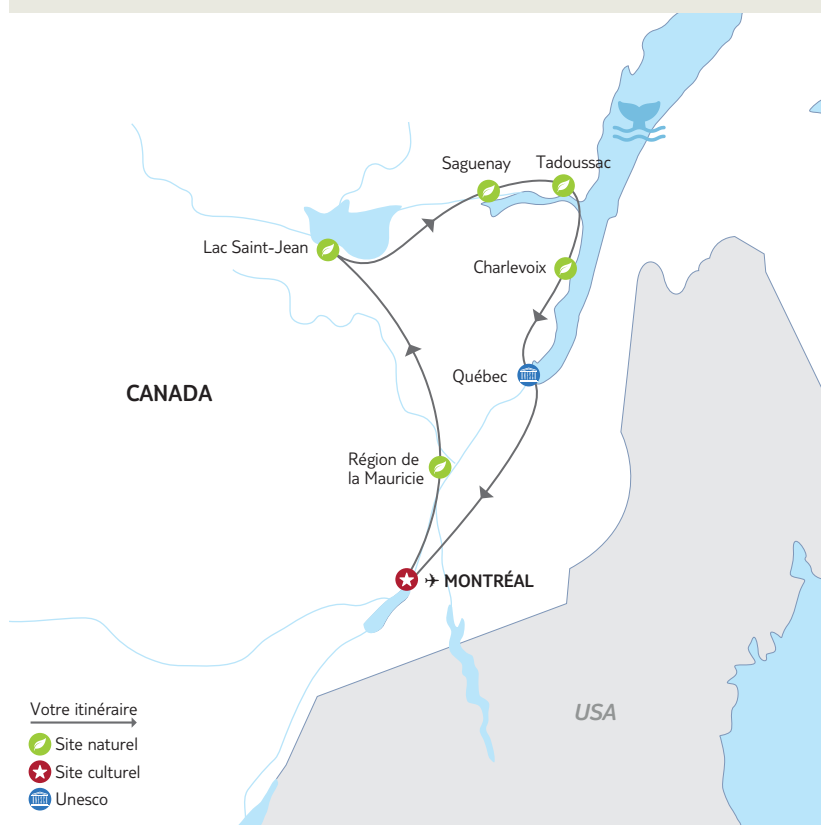 Saguenay
Tadoussac
Lac Saint-Jean
Charlevoix
Québec
CANADA
Région de
la Mauricie
MONTRÉAL
USA
Votre itinéraire
Site naturel
Site culturel
Unesco